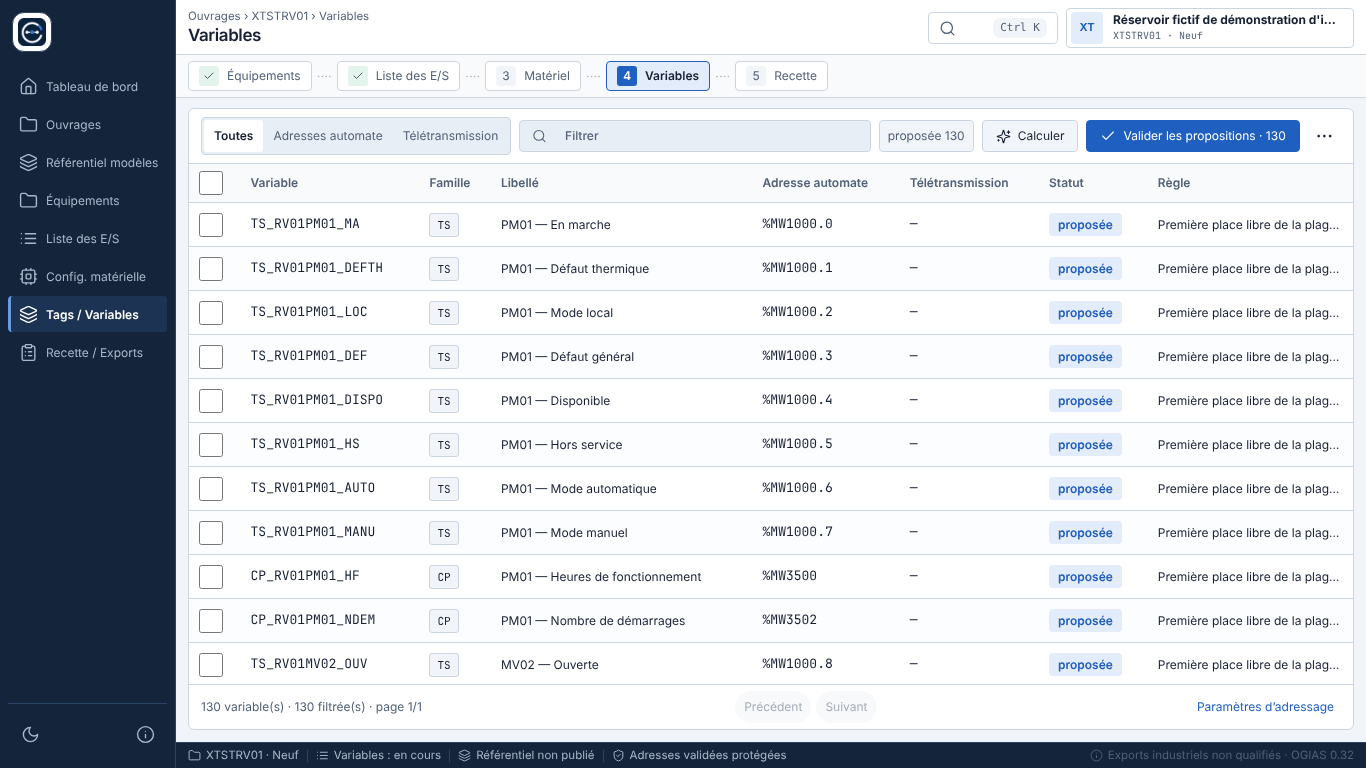 Ouvrages › XTSTRV01 › Variables
Variables
Ctrl K
XT
Réservoir fictif de démonstration d'i...
XTSTRV01 · Neuf
Tableau de bord
Ouvrages
Référentiel modèles
Équipements
Liste des E/S
Config. matérielle
Tags / Variables
Recette / Exports
Équipements
Liste des E/S
3 Matériel
4 Variables
5 Recette
Toutes Adresses automate Télétransmission Filtrer proposée 130 Calculer Valider les propositions · 130 ...
Variable Famille Libellé Adresse automate Télétransmission Statut Règle
TS_RV01PM01_MA TS PM01 — En marche %MW1000.0 — proposée Première place libre de la plag...
TS_RV01PM01_DEFTH TS PM01 — Défaut thermique %MW1000.1 — proposée Première place libre de la plag...
TS_RV01PM01_LOC TS PM01 — Mode local %MW1000.2 — proposée Première place libre de la plag...
TS_RV01PM01_DEF TS PM01 — Défaut général %MW1000.3 — proposée Première place libre de la plag...
TS_RV01PM01_DISPO TS PM01 — Disponible %MW1000.4 — proposée Première place libre de la plag...
TS_RV01PM01_HS TS PM01 — Hors service %MW1000.5 — proposée Première place libre de la plag...
TS_RV01PM01_AUTO TS PM01 — Mode automatique %MW1000.6 — proposée Première place libre de la plag...
TS_RV01PM01_MANU TS PM01 — Mode manuel %MW1000.7 — proposée Première place libre de la plag...
CP_RV01PM01_HF CP PM01 — Heures de fonctionnement %MW3500 — proposée Première place libre de la plag...
CP_RV01PM01_NDEM CP PM01 — Nombre de démarrages %MW3502 — proposée Première place libre de la plag...
TS_RV01MV02_OUV TS MV02 — Ouverte %MW1000.8 — proposée Première place libre de la plag...
130 variable(s) · 130 filtrée(s) · page 1/1 Précédent Suivant Paramètres d'adressage
XTSTRV01 · Neuf Variables : en cours Référentiel non publié Adresses validées protégées Exports industriels non qualifiés · OGIAS 0.32